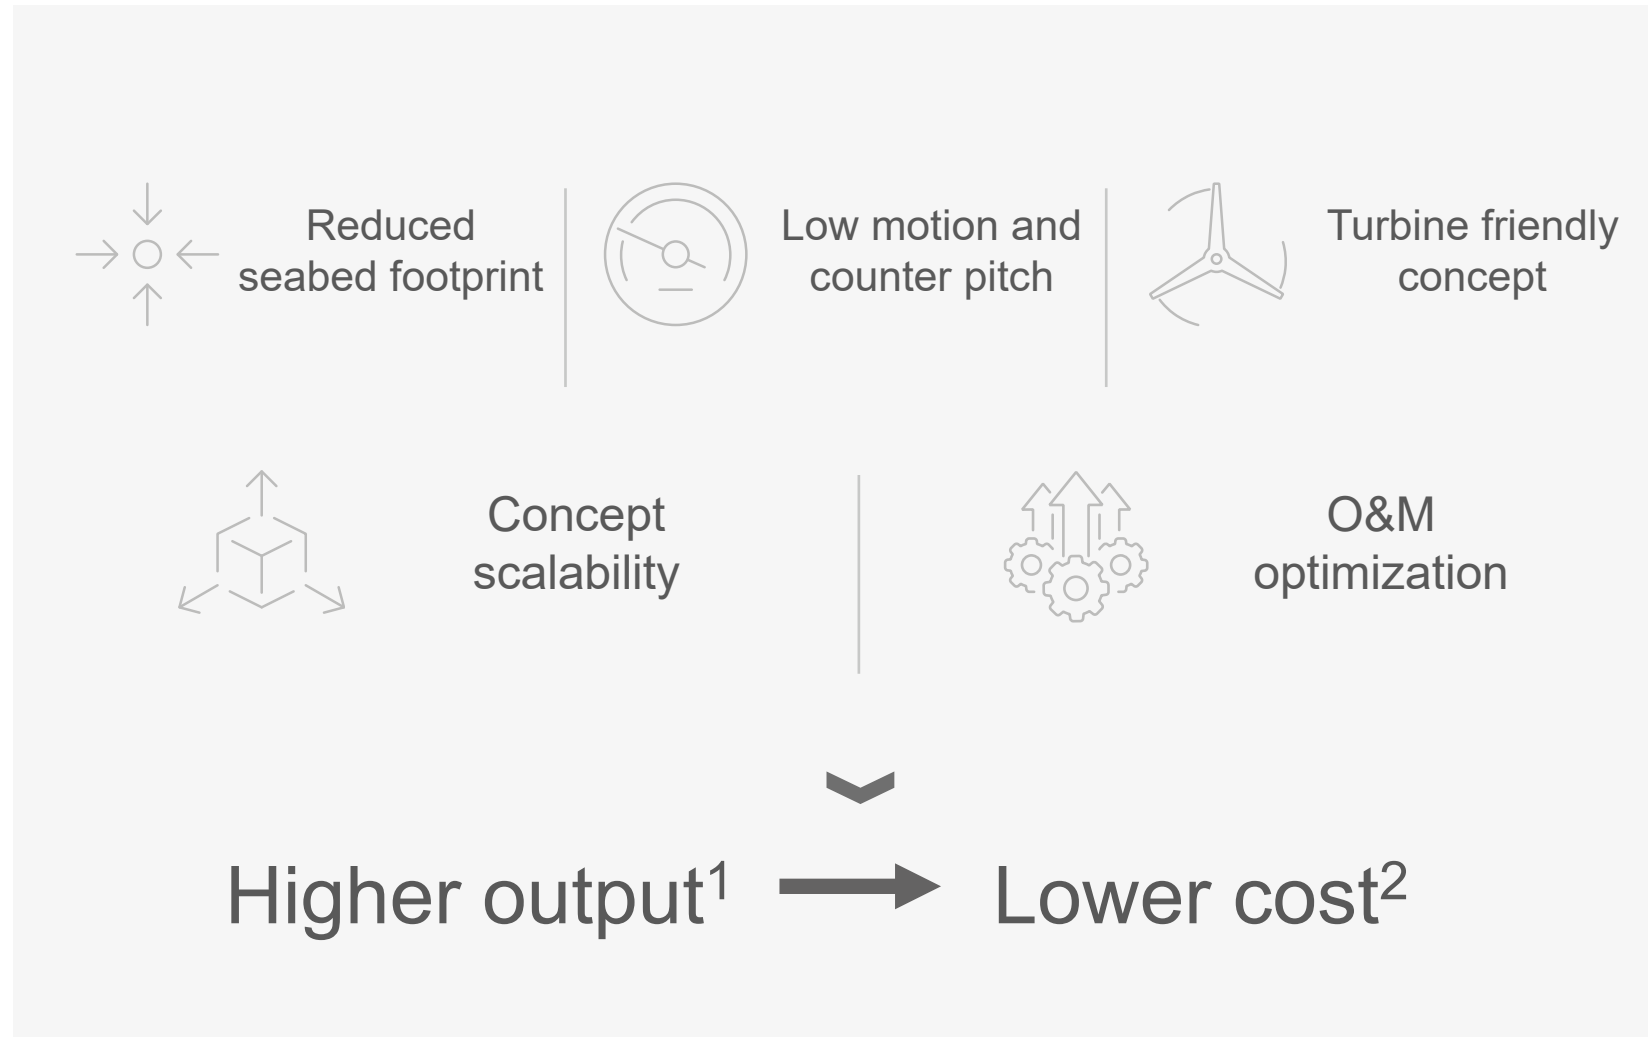 Reduced
seabed footprint
Low motion and
counter pitch
Turbine friendly
concept
Concept
scalability
O&M
optimization
Higher output¹
Lower cost²